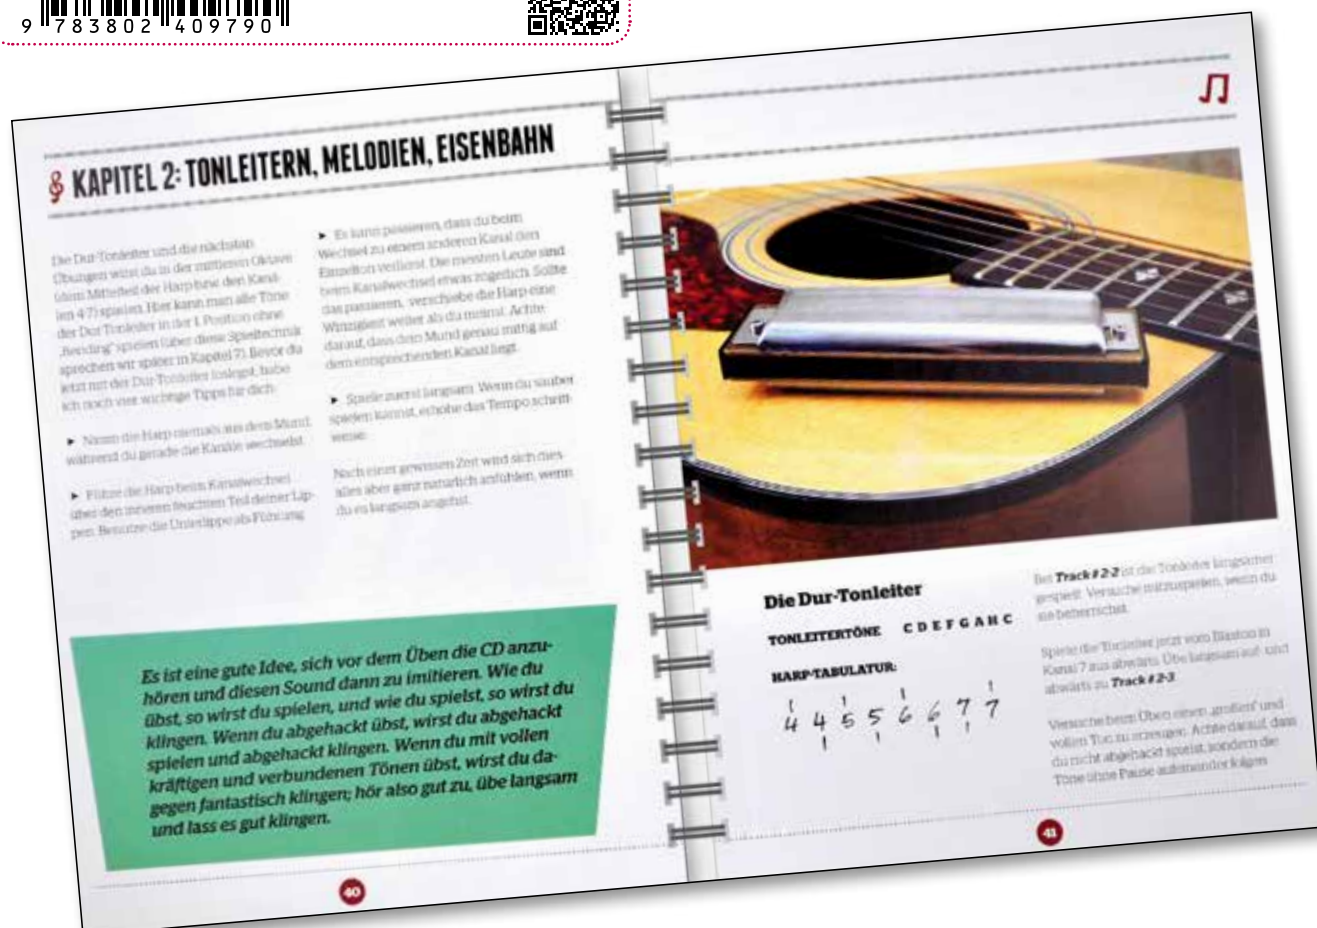 9 783802 409790
KAPITEL 2: TONLEITERN, MELODIEN, EISENBAHN
Die Dur-Tonleiter und die nächsten
Übungen wirst du in der mittleren Oktave
(dem Mittelteil der Harp bzw. den Kanä-
len 4-7) spielen. Hier kann man alle Töne
der Dur Tonleiter in der 1. Position ohne
„Bending“ spielen (über diese Spieltechnik
sprechen wir später in Kapitel 7). Bevor du
jetzt mit der Dur-Tonleiter loslegst, habe
ich noch vier wichtige Tipps für dich:
► Nimm die Harp niemals aus dem Mund,
während du gerade die Kanäle wechselst.
► Führe die Harp beim Kanalwechsel
über den inneren feuchten Teil deiner Lip-
pen. Benutze die Unterlippe als Führung.
► Es kann passieren, dass du beim
Wechsel zu einem anderen Kanal den
Einzelton verlierst. Die meisten Leute sind
beim Kanalwechsel etwas zögerlich. Sollte
das passieren, verschiebe die Harp eine
Winzigkeit weiter als du meinst. Achte
darauf, dass dein Mund genau mittig auf
dem entsprechenden Kanal liegt.
► Spiele zuerst langsam. Wenn du sauber
spielen kannst, erhöhe das Tempo schritt-
weise.
Nach einer gewissen Zeit wird sich dies
alles aber ganz natürlich anfühlen, wenn
du es langsam angehst.
Es ist eine gute Idee, sich vor dem Üben die CD anzu-
hören und diesen Sound dann zu imitieren. Wie du
übst, so wirst du spielen, und wie du spielst, so wirst du
klingen. Wenn du abgehackt übst, wirst du abgehackt
spielen und abgehackt klingen. Wenn du mit vollen
kräftigen und verbundenen Tönen übst, wirst du da-
gegen fantastisch klingen; hör also gut zu, übe langsam
und lass es gut klingen.
40
Die Dur-Tonleiter
TONLEITERTÖNE C D E F G A H C
HARP-TABULATUR:
4 4 5 5 6 6 7 7
Bei Track # 2-2 ist die Tonleiter langsamer
gespielt. Versuche mitzuspielen, wenn du
sie beherrschst.
Spiele die Tonleiter jetzt vom Blaston in
Kanal 7 aus abwärts. Übe langsam auf- und
abwärts zu Track # 2-3.
Versuche beim Üben einen „großen“ und
vollen Ton zu erzeugen. Achte darauf, dass
du nicht abgehackt spielst, sondern die
Töne ohne Pause aufeinander folgen.
41